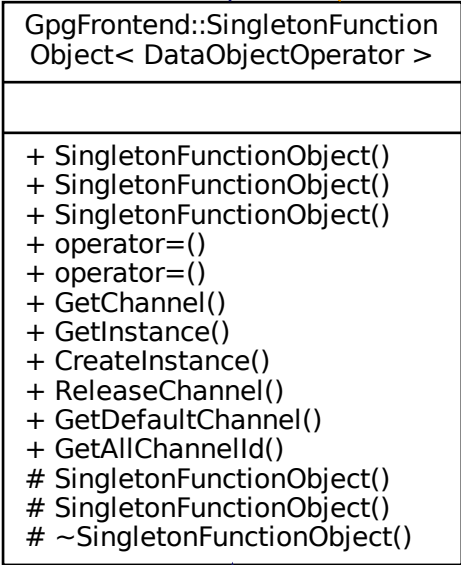 GpgFrontend::SingletonFunction
Object< DataObjectOperator >
+ SingletonFunctionObject()
+ SingletonFunctionObject()
+ SingletonFunctionObject()
+ operator=()
+ operator=()
+ GetChannel()
+ GetInstance()
+ CreateInstance()
+ ReleaseChannel()
+ GetDefaultChannel()
+ GetAllChannelId()
# SingletonFunctionObject()
# SingletonFunctionObject()
# ~SingletonFunctionObject()